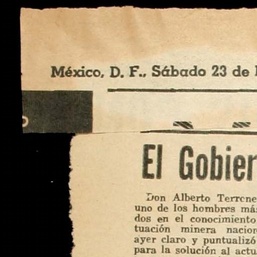 México, D. F., Sábado 23 de
El Gobier
Don Alberto Terrone
uno de los hombres má
dos en el conocimiento
tuación minera nacion
ayer claro y puntualizó
para la solución al actu